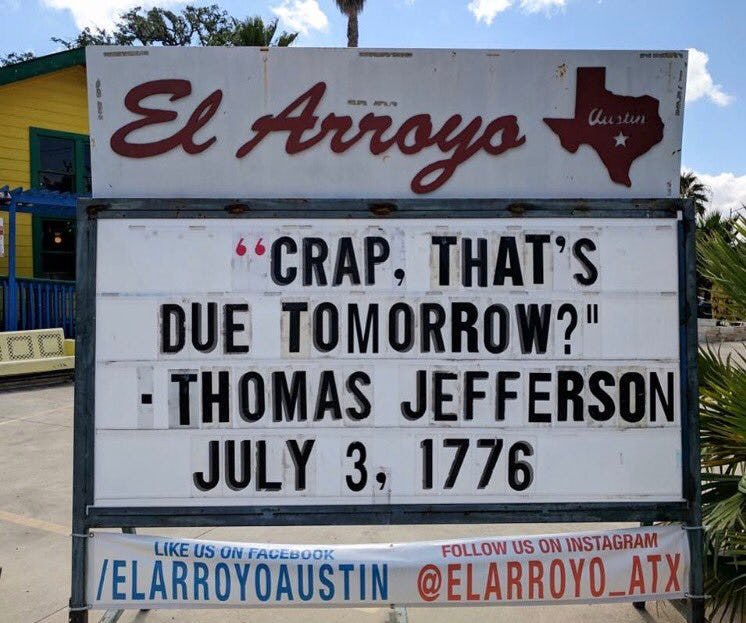 El Arroyo
Austin
“CRAP, THAT'S
DUE TOMORROW?"
- THOMAS JEFFERSON
JULY 3, 1776
LIKE US ON FACEBOOK
/ELARROYOAUSTIN
FOLLOW US ON INSTAGRAM
@ELARROYO_ATX